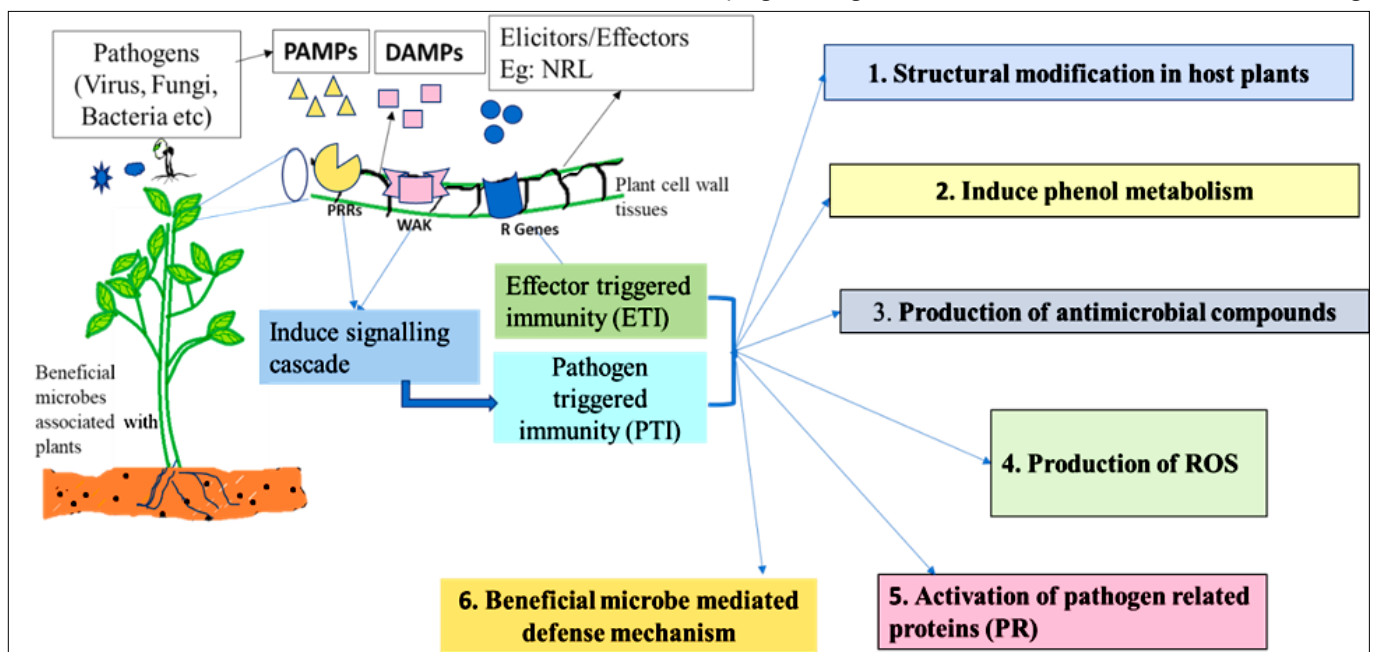 Pathogens
(Virus, Fungi,
Bacteria etc)
PAMPs
DAMPs
Elicitors/Effectors
Eg: NRL
PRRs
WAK
R Genes
Plant cell wall
tissues
Induce signalling
cascade
Effector triggered
immunity (ETI)
Pathogen
triggered
immunity (PTI)
Beneficial
microbes
associated with
plants
1. Structural modification in host plants
2. Induce phenol metabolism
3. Production of antimicrobial compounds
4. Production of ROS
5. Activation of pathogen related
proteins (PR)
6. Beneficial microbe mediated
defense mechanism